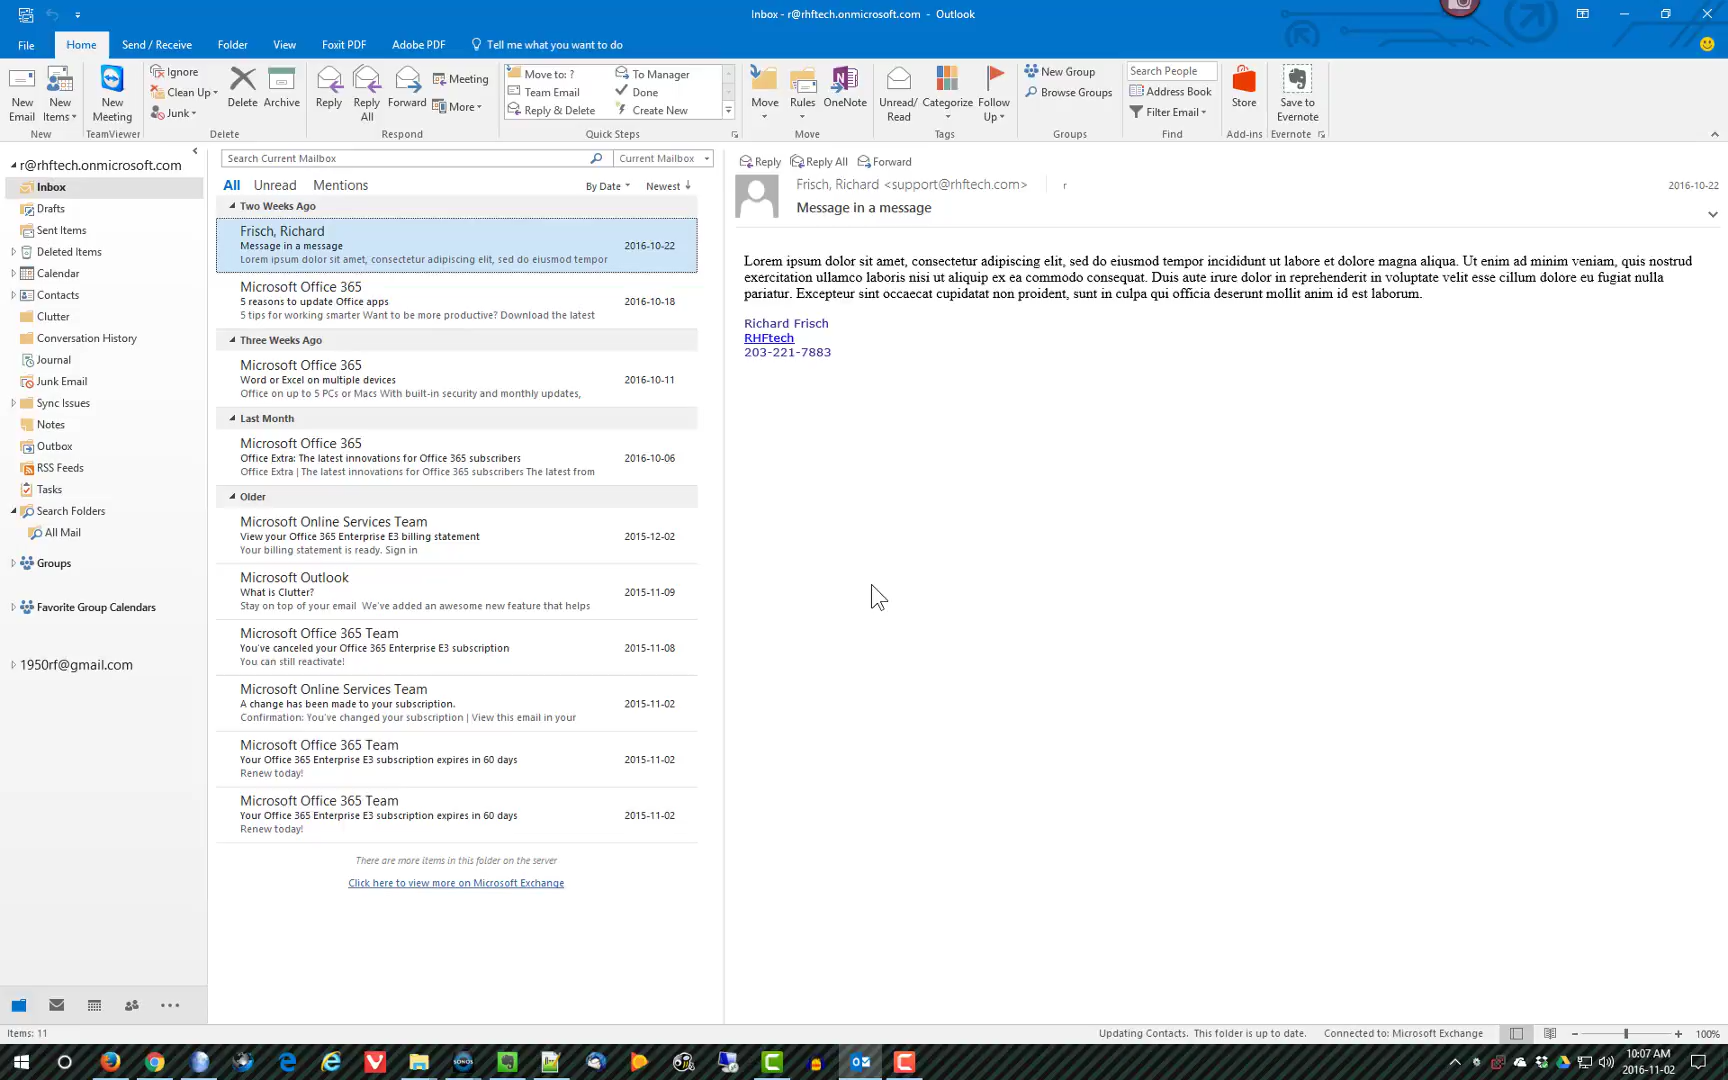 Inbox - r@rhftech.onmicrosoft.com - Outlook
File Home Send / Receive Folder View Foxit PDF Adobe PDF Tell me what you want to do
New Email
New Items
New
New Meeting
TeamViewer
Ignore
Clean Up
Junk
Delete
Archive
Delete
Reply
Reply All
Forward
Meeting
More
Respond
Move to: ?
Team Email
Reply & Delete
To Manager
Done
Create New
Quick Steps
Move
Rules
OneNote
Move
Unread/ Read
Categorize
Follow Up
Tags
New Group
Browse Groups
Groups
Search People
Address Book
Filter Email
Find
Store
Add-ins
Save to Evernote
Evernote
r@rhftech.onmicrosoft.com
Inbox
Drafts
Sent Items
Deleted Items
Calendar
Contacts
Clutter
Conversation History
Journal
Junk Email
Sync Issues
Notes
Outbox
RSS Feeds
Tasks
Search Folders
All Mail
Groups
Favorite Group Calendars
1950rf@gmail.com
Search Current Mailbox Current Mailbox
All Unread Mentions By Date Newest
Two Weeks Ago
Frisch, Richard
Message in a message 2016-10-22
Lorem ipsum dolor sit amet, consectetur adipiscing elit, sed do eiusmod tempor
Microsoft Office 365
5 reasons to update Office apps 2016-10-18
5 tips for working smarter Want to be more productive? Download the latest
Three Weeks Ago
Microsoft Office 365
Word or Excel on multiple devices 2016-10-11
Office on up to 5 PCs or Macs With built-in security and monthly updates,
Last Month
Microsoft Office 365
Office Extra: The latest innovations for Office 365 subscribers 2016-10-06
Office Extra | The latest innovations for Office 365 subscribers The latest from
Older
Microsoft Online Services Team
View your Office 365 Enterprise E3 billing statement 2015-12-02
Your billing statement is ready. Sign in
Microsoft Outlook
What is Clutter? 2015-11-09
Stay on top of your email We've added an awesome new feature that helps
Microsoft Office 365 Team
You've canceled your Office 365 Enterprise E3 subscription 2015-11-08
You can still reactivate!
Microsoft Online Services Team
A change has been made to your subscription. 2015-11-02
Confirmation: You've changed your subscription | View this email in your
Microsoft Office 365 Team
Your Office 365 Enterprise E3 subscription expires in 60 days 2015-11-02
Renew today!
Microsoft Office 365 Team
Your Office 365 Enterprise E3 subscription expires in 60 days 2015-11-02
Renew today!
There are more items in this folder on the server
Click here to view more on Microsoft Exchange
Reply Reply All Forward
Frisch, Richard <support@rhftech.com> r 2016-10-22
Message in a message
Lorem ipsum dolor sit amet, consectetur adipiscing elit, sed do eiusmod tempor incididunt ut labore et dolore magna aliqua. Ut enim ad minim veniam, quis nostrud
exercitation ullamco laboris nisi ut aliquip ex ea commodo consequat. Duis aute irure dolor in reprehenderit in voluptate velit esse cillum dolore eu fugiat nulla
pariatur. Excepteur sint occaecat cupidatat non proident, sunt in culpa qui officia deserunt mollit anim id est laborum.
Richard Frisch
RHFtech
203-221-7883
Items: 11 Updating Contacts. This folder is up to date. Connected to: Microsoft Exchange 100%
SONOS
10:07 AM
2016-11-02